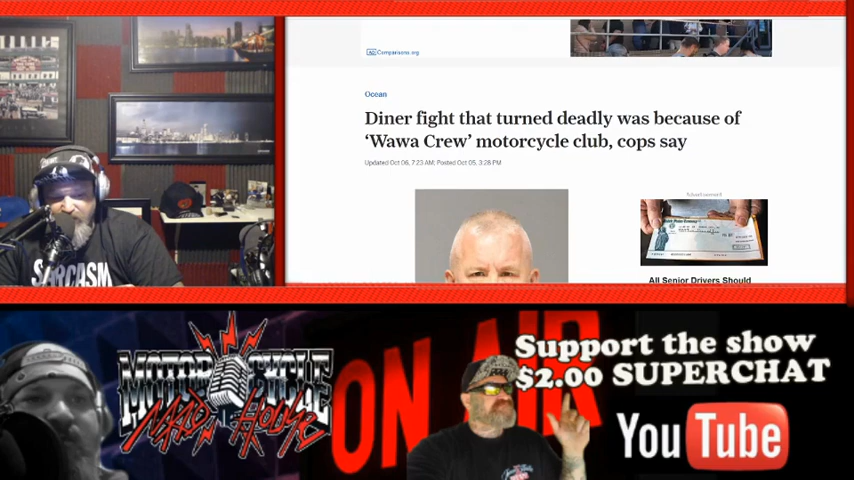 Comparisons.org
Ocean
Diner fight that turned deadly was because of
'Wawa Crew' motorcycle club, cops say
Updated Oct 06, 7:23 AM; Posted Oct 05, 3:28 PM
Advertisement
All Senior Drivers Should
SARCASM
MOTORCYCLE
MAD HOUSE
ON AIR
Support the show
$2.00 SUPERCHAT
YouTube